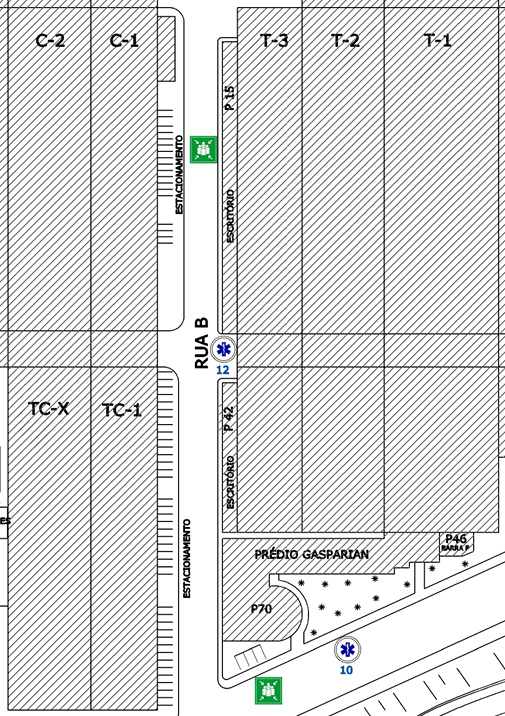 C-2
C-1
T-3
T-2
T-1
P 15
ESTACIONAMENTO
ESCRITÓRIO
RUA B
12
TC-X
TC-1
P 42
ESCRITÓRIO
ES
ESTACIONAMENTO
PRÉDIO GASPARIAN
P46
BARRA F
P70
10